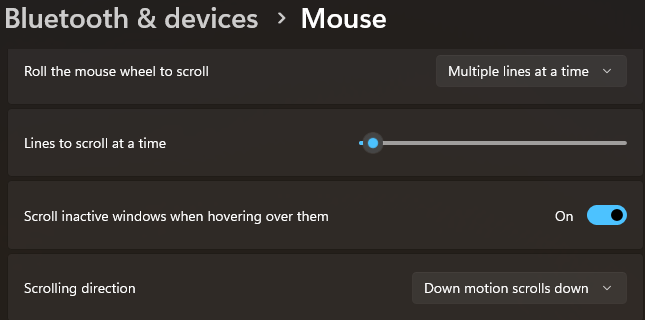 Bluetooth & devices > Mouse
Roll the mouse wheel to scroll Multiple lines at a time
Lines to scroll at a time
Scroll inactive windows when hovering over them On
Scrolling direction Down motion scrolls down